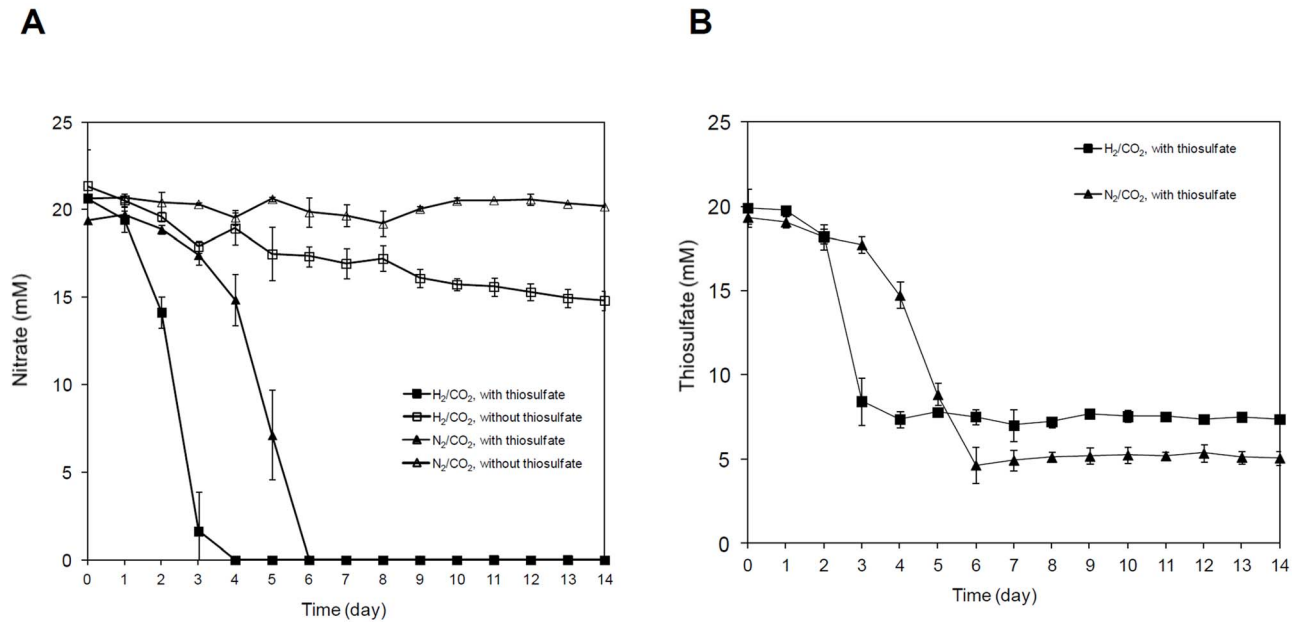 A
B
25
20
15
10
5
0
Nitrate (mM)
H₂/CO₂, with thiosulfate
H₂/CO₂, without thiosulfate
N₂/CO₂, with thiosulfate
N₂/CO₂, without thiosulfate
0 1 2 3 4 5 6 7 8 9 10 11 12 13 14
Time (day)
25
20
15
10
5
0
Thiosulfate (mM)
H₂/CO₂, with thiosulfate
N₂/CO₂, with thiosulfate
0 1 2 3 4 5 6 7 8 9 10 11 12 13 14
Time (day)